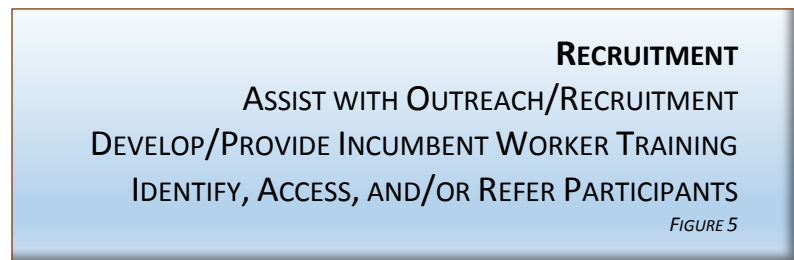 RECRUITMENT
ASSIST WITH OUTREACH/RECRUITMENT
DEVELOP/PROVIDE INCUMBENT WORKER TRAINING
IDENTIFY, ACCESS, AND/OR REFER PARTICIPANTS
FIGURE 5